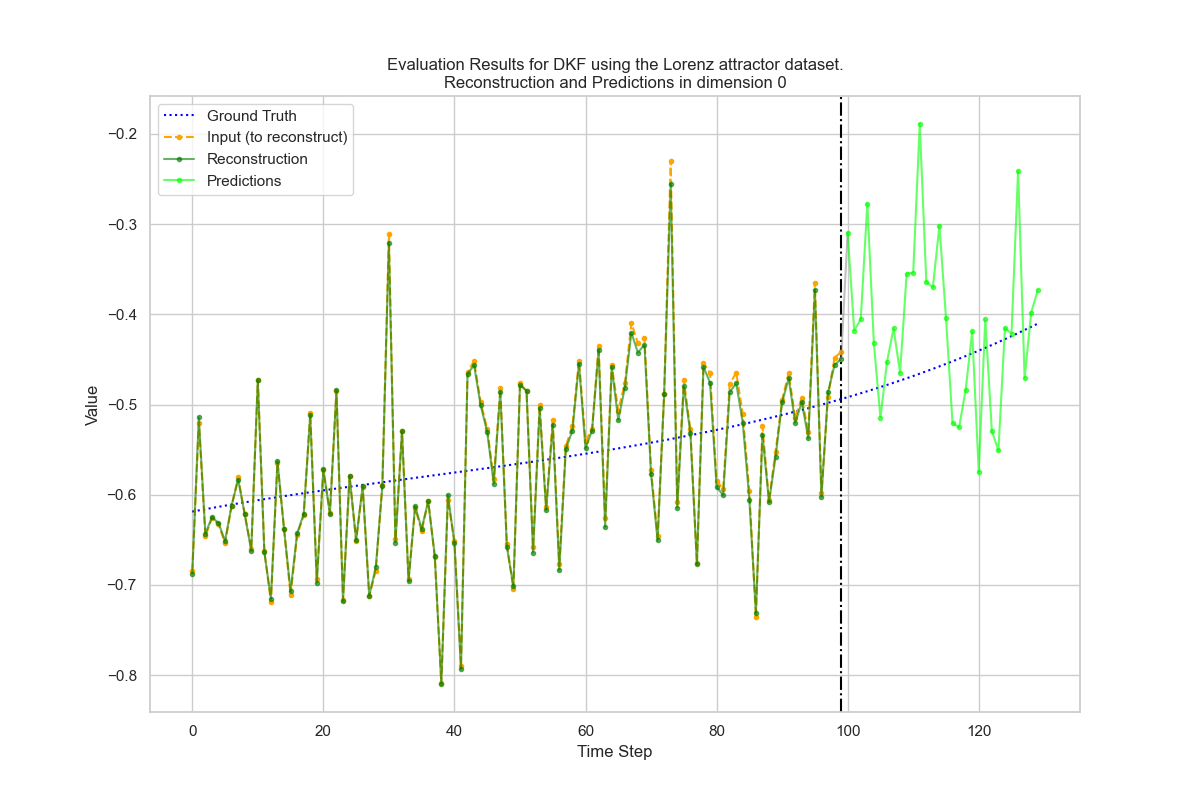 Evaluation Results for DKF using the Lorenz attractor dataset.
Reconstruction and Predictions in dimension 0
Ground Truth
Input (to reconstruct)
Reconstruction
Predictions
−0.2
−0.3
−0.4
−0.5
−0.6
−0.7
−0.8
Value
0 20 40 60 80 100 120
Time Step